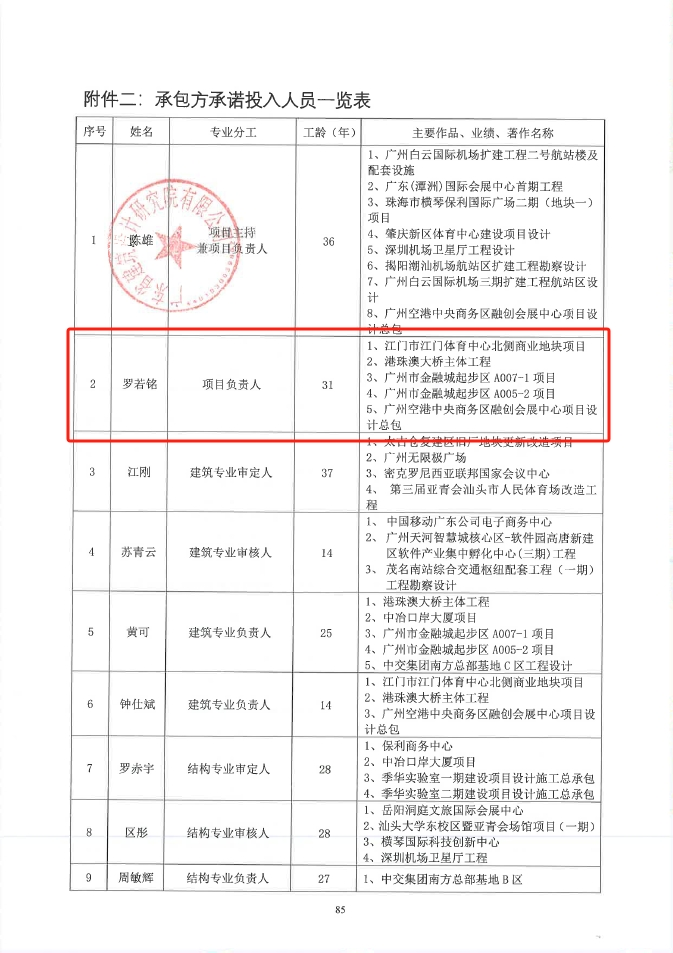 附件二：承包方承诺投入人员一览表
序号 姓名 专业分工 工龄（年） 主要作品、业绩、著作名称
1 陈雄 项目主持兼项目负责人 36
1、广州白云国际机场扩建工程二号航站楼及
配套设施
2、广东(潭洲)国际会展中心首期工程
3、珠海市横琴保利国际广场二期（地块一）
项目
4、肇庆新区体育中心建设项目设计
5、深圳机场卫星厅工程设计
6、揭阳潮汕机场航站区扩建工程勘察设计
7、广州白云国际机场三期扩建工程航站区设
计
8、广州空港中央商务区融创会展中心项目设
计总包
广东省建筑设计研究院有限公司
2 罗若铭 项目负责人 31
1、江门市江门体育中心北侧商业地块项目
2、港珠澳大桥主体工程
3、广州市金融城起步区 A007-1 项目
4、广州市金融城起步区 A005-2 项目
5、广州空港中央商务区融创会展中心项目设
计总包
3 江刚 建筑专业审定人 37
1、太古仓复建区旧厂地块更新改造项目
2、广州无限极广场
3、密克罗尼西亚联邦国家会议中心
4、 第三届亚青会汕头市人民体育场改造工
程
4 苏青云 建筑专业审核人 14
1、 中国移动广东公司电子商务中心
2、 广州天河智慧城核心区-软件园高唐新建
区软件产业集中孵化中心(三期)工程
3、 茂名南站综合交通枢纽配套工程（一期）
工程勘察设计
5 黄可 建筑专业负责人 25
1、港珠澳大桥主体工程
2、中冶口岸大厦项目
3、广州市金融城起步区 A007-1 项目
4、广州市金融城起步区 A005-2 项目
5、中交集团南方总部基地 C 区工程设计
6 钟仕斌 建筑专业负责人 14
1、江门市江门体育中心北侧商业地块项目
2、港珠澳大桥主体工程
3、广州空港中央商务区融创会展中心项目设
计总包
7 罗赤宇 结构专业审定人 28
1、保利商务中心
2、中冶口岸大厦项目
3、季华实验室一期建设项目设计施工总承包
4、季华实验室二期建设项目设计施工总承包
8 区彤 结构专业审核人 28
1、岳阳洞庭文旅国际会展中心
2、汕头大学东校区暨亚青会场馆项目（一期）
3、横琴国际科技创新中心
4、深圳机场卫星厅工程
9 周敏辉 结构专业负责人 27
1、中交集团南方总部基地 B 区
85